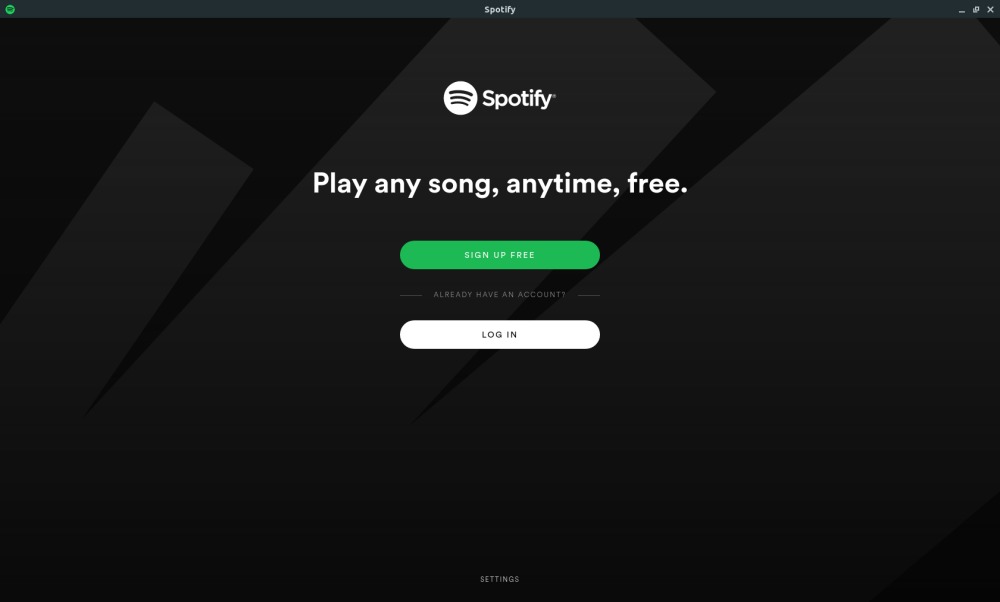 Spotify
Spotify®
Play any song, anytime, free.
SIGN UP FREE
ALREADY HAVE AN ACCOUNT?
LOG IN
SETTINGS